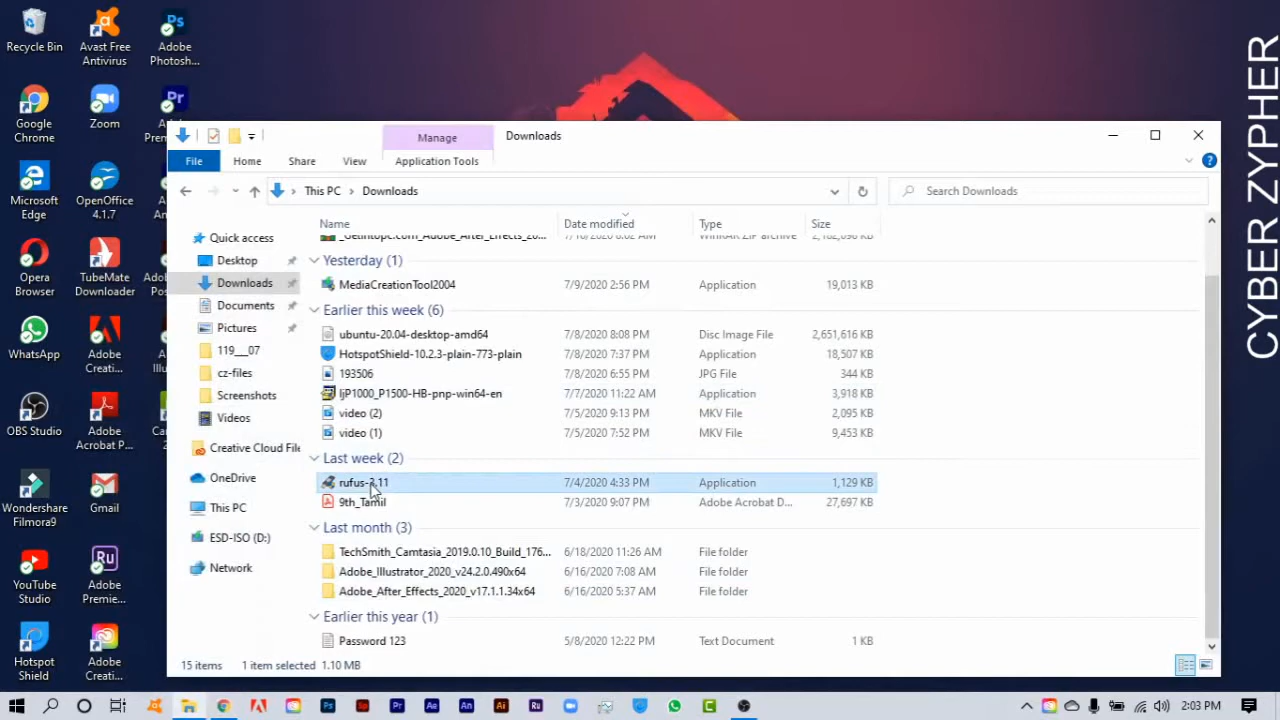 Recycle Bin
Avast Free Antivirus
Adobe Photosh...
Google Chrome
Zoom
Adobe
Microsoft Edge
OpenOffice 4.1.7
Opera Browser
TubeMate Downloader
WhatsApp
Adobe Creati...
OBS Studio
Adobe Acrobat P...
Wondershare Filmora9
Gmail
YouTube Studio
Adobe Premie...
Hotspot Shield
Adobe Creati...
CYBER ZYPHER
Manage
Downloads
File
Home
Share
View
Application Tools
This PC > Downloads
Search Downloads
Name
Date modified
Type
Size
Quick access
Desktop
Downloads
Documents
Pictures
119___07
cz-files
Screenshots
Videos
Creative Cloud File
OneDrive
This PC
ESD-ISO (D:)
Network
Yesterday (1)
MediaCreationTool2004 7/9/2020 2:56 PM Application 19,013 KB
Earlier this week (6)
ubuntu-20.04-desktop-amd64 7/8/2020 8:08 PM Disc Image File 2,651,616 KB
HotspotShield-10.2.3-plain-773-plain 7/8/2020 7:37 PM Application 18,507 KB
193506 7/8/2020 6:55 PM JPG File 344 KB
ljP1000_P1500-HB-pnp-win64-en 7/7/2020 11:22 AM Application 3,918 KB
video (2) 7/5/2020 9:13 PM MKV File 2,095 KB
video (1) 7/5/2020 7:52 PM MKV File 9,453 KB
Last week (2)
rufus-3.11 7/4/2020 4:33 PM Application 1,129 KB
9th_Tamil 7/3/2020 9:07 PM Adobe Acrobat D... 27,697 KB
Last month (3)
TechSmith_Camtasia_2019.0.10_Build_176... 6/18/2020 11:26 AM File folder
Adobe_Illustrator_2020_v24.2.0.490x64 6/16/2020 7:08 AM File folder
Adobe_After_Effects_2020_v17.1.1.34x64 6/16/2020 5:37 AM File folder
Earlier this year (1)
Password 123 5/8/2020 12:22 PM Text Document 1 KB
15 items 1 item selected 1.10 MB
2:03 PM